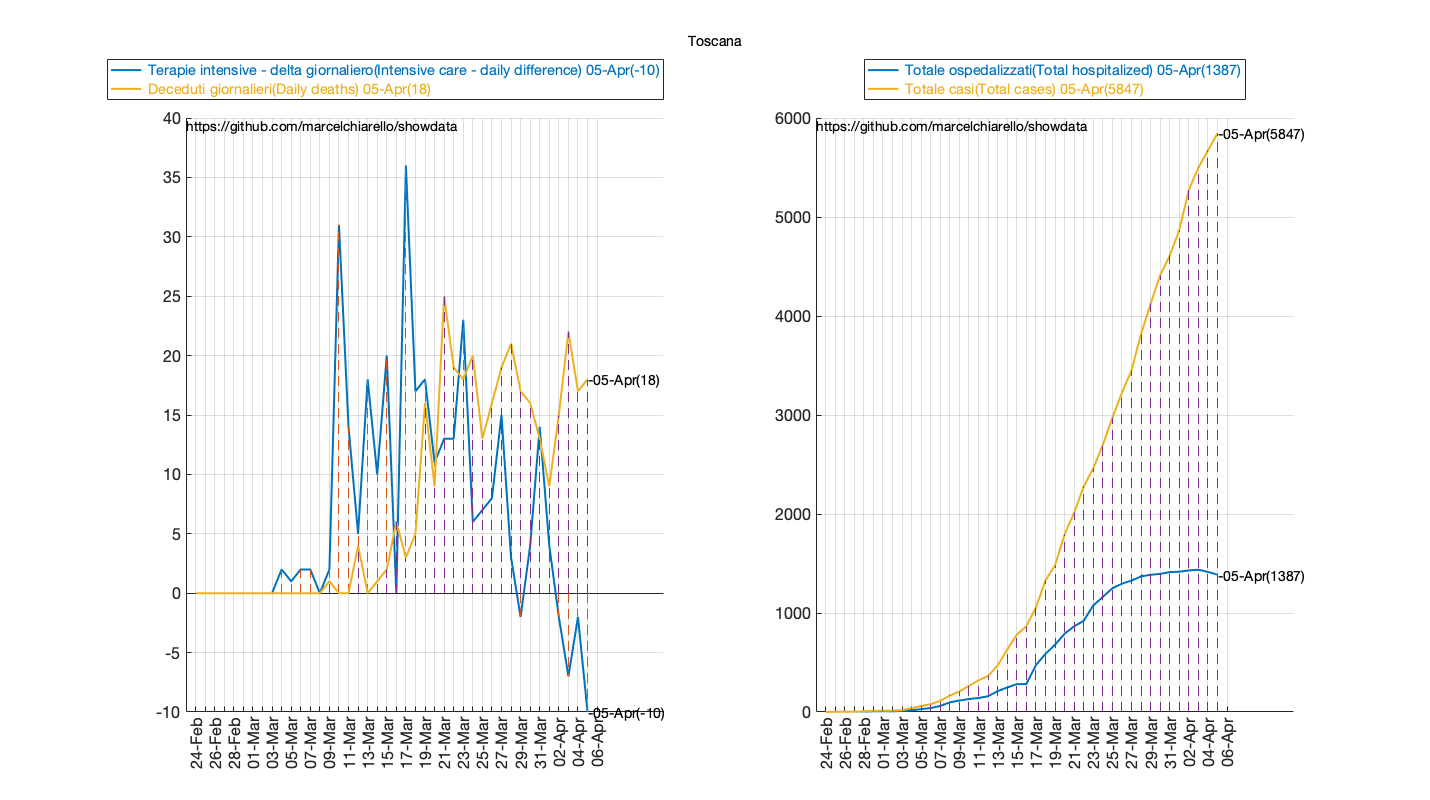 Toscana
Terapie intensive - delta giornaliero(Intensive care - daily difference) 05-Apr(-10)
Deceduti giornalieri(Daily deaths) 05-Apr(18)
https://github.com/marcelchiarello/showdata
40
35
30
25
20
15
10
5
0
-5
-10
-05-Apr(18)
-05-Apr(-10)
24-Feb
26-Feb
28-Feb
01-Mar
03-Mar
05-Mar
07-Mar
09-Mar
11-Mar
13-Mar
15-Mar
17-Mar
19-Mar
21-Mar
23-Mar
25-Mar
27-Mar
29-Mar
31-Mar
02-Apr
04-Apr
06-Apr
Totale ospedalizzati(Total hospitalized) 05-Apr(1387)
Totale casi(Total cases) 05-Apr(5847)
https://github.com/marcelchiarello/showdata
6000
5000
4000
3000
2000
1000
0
-05-Apr(5847)
-05-Apr(1387)
24-Feb
26-Feb
28-Feb
01-Mar
03-Mar
05-Mar
07-Mar
09-Mar
11-Mar
13-Mar
15-Mar
17-Mar
19-Mar
21-Mar
23-Mar
25-Mar
27-Mar
29-Mar
31-Mar
02-Apr
04-Apr
06-Apr